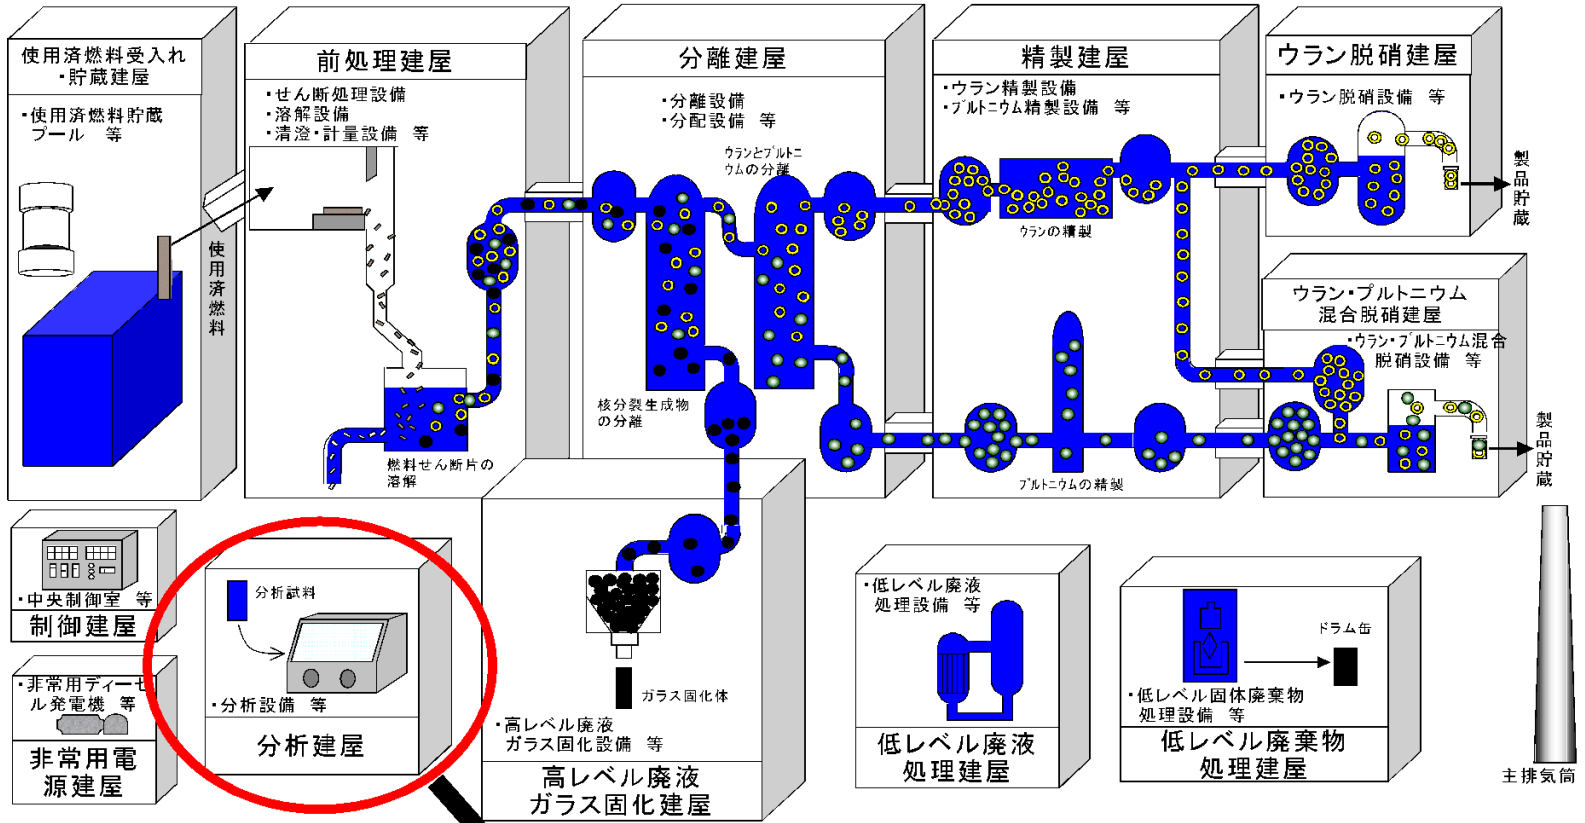 使用済燃料受入れ
・貯蔵建屋
・使用済燃料貯蔵
プール 等
使用済燃料
前処理建屋
・せん断処理設備
・溶解設備
・清澄・計量設備 等
燃料せん断片の
溶解
分離建屋
・分離設備
・分配設備 等
ウランとプルトニ
ウムの分離
核分裂生成物
の分離
精製建屋
・ウラン精製設備
・プルトニウム精製設備 等
ウランの精製
プルトニウムの精製
ウラン脱硝建屋
・ウラン脱硝設備 等
製品貯蔵
ウラン・プルトニウム
混合脱硝建屋
・ウラン・プルトニウム混合
脱硝設備 等
製品貯蔵
・中央制御室 等
制御建屋
・非常用ディーゼ
ル発電機 等
非常用電
源建屋
分析試料
・分析設備 等
分析建屋
ガラス固化体
・高レベル廃液
ガラス固化設備 等
高レベル廃液
ガラス固化建屋
・低レベル廃液
処理設備 等
低レベル廃液
処理建屋
ドラム缶
・低レベル固体廃棄物
処理設備 等
低レベル廃棄物
処理建屋
主排気筒